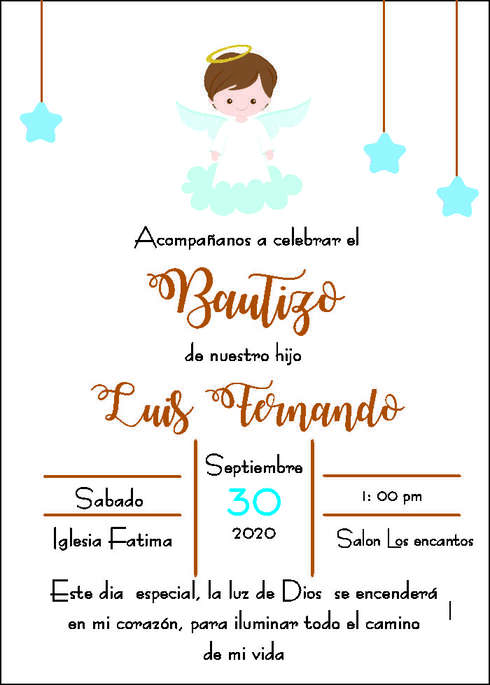 Acompañanos a celebrar el
Bautizo
de nuestro hijo
Luis Fernando
Septiembre
Sabado
30
1: 00 pm
Iglesia Fatima
2020
Salon Los encantos
Este dia especial, la luz de Dios se encenderá
en mi corazón, para iluminar todo el camino
de mi vida